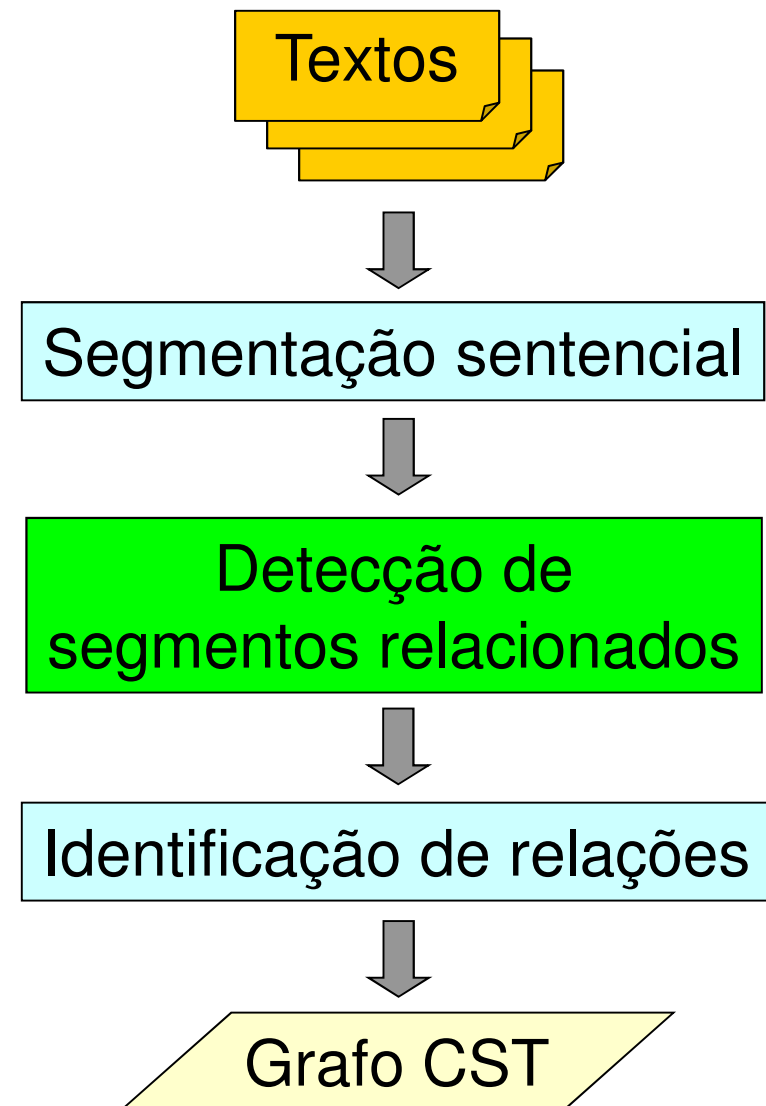 Textos
Segmentação sentencial
Detecção de
segmentos relacionados
Identificação de relações
Grafo CST